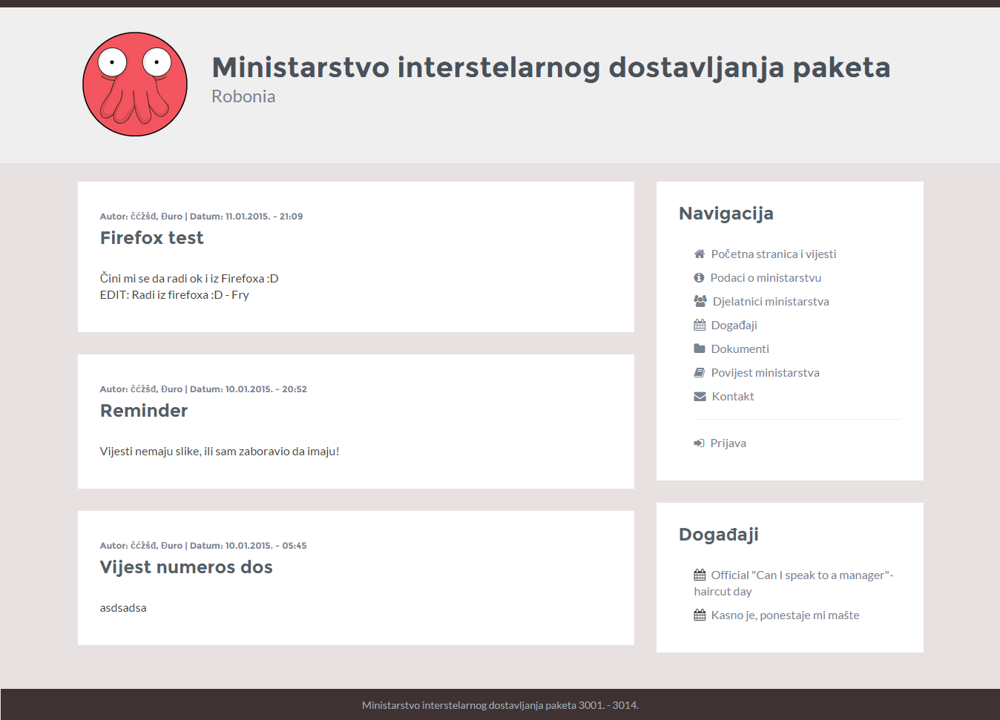 Ministarstvo interstelarnog dostavljanja paketa
Robonia
Autor: čćžšđ, Đuro | Datum: 11.01.2015. - 21:09
Firefox test
Čini mi se da radi ok i iz Firefoxa :D
EDIT: Radi iz firefoxa :D - Fry
Autor: čćžšđ, Đuro | Datum: 10.01.2015. - 20:52
Reminder
Vijesti nemaju slike, ili sam zaboravio da imaju!
Autor: čćžšđ, Đuro | Datum: 10.01.2015. - 05:45
Vijest numeros dos
asdsadsa
Navigacija
Početna stranica i vijesti
Podaci o ministarstvu
Djelatnici ministarstva
Događaji
Dokumenti
Povijest ministarstva
Kontakt
Prijava
Događaji
Official "Can I speak to a manager"-
haircut day
Kasno je, ponestaje mi mašte
Ministarstvo interstelarnog dostavljanja paketa 3001. - 3014.